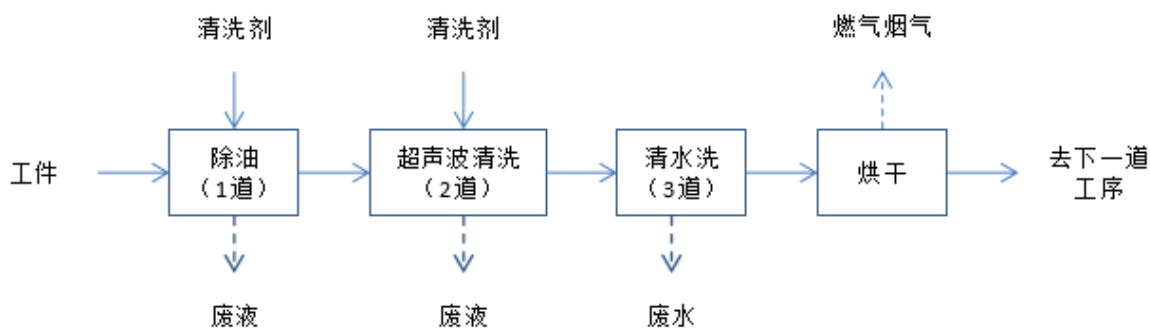 清洗剂
清洗剂
燃气烟气
工件
除油
（1道）
超声波清洗
（2道）
清水洗
（3道）
烘干
去下一道
工序
废液
废液
废水